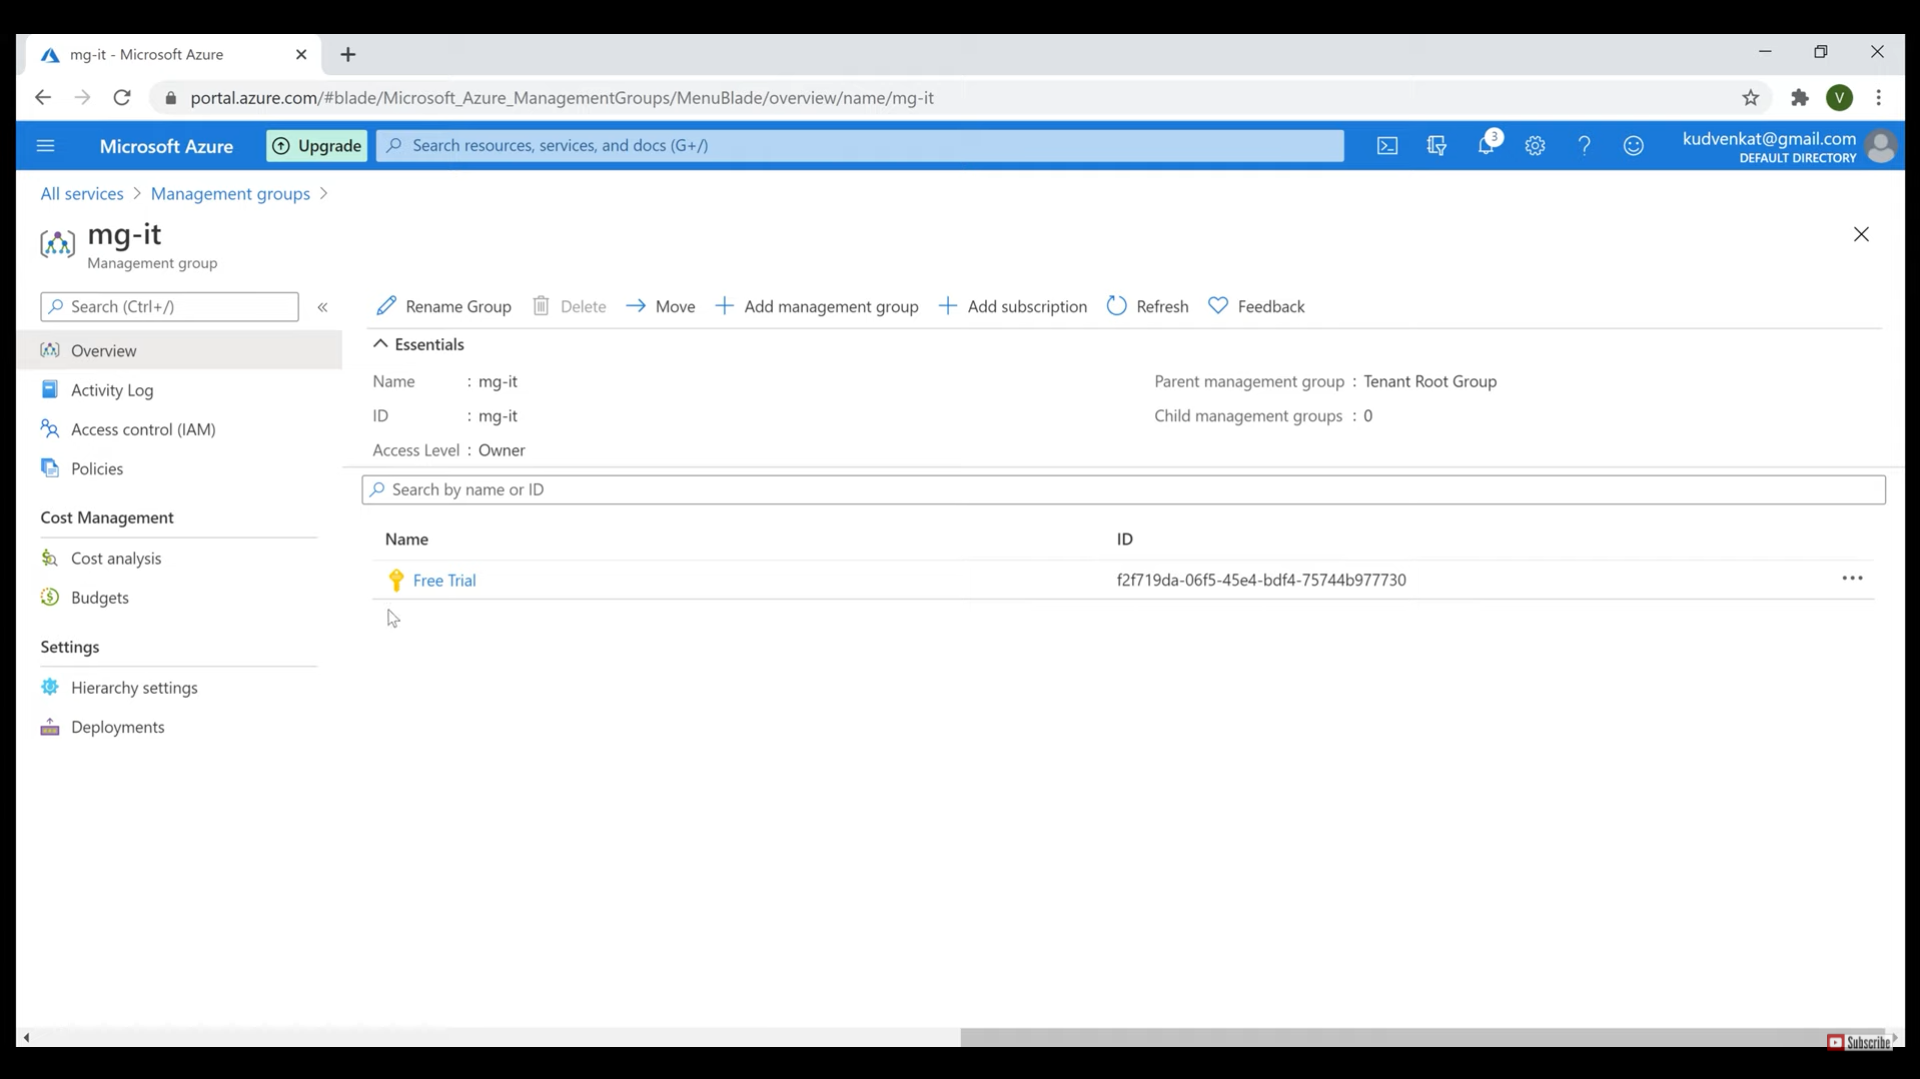 mg-it - Microsoft Azure
portal.azure.com/#blade/Microsoft_Azure_ManagementGroups/MenuBlade/overview/name/mg-it
V
Microsoft Azure
Upgrade
Search resources, services, and docs (G+/)
3
kudvenkat@gmail.com
DEFAULT DIRECTORY
All services > Management groups >
mg-it
Management group
Search (Ctrl+/)
«
Rename Group
Delete
Move
Add management group
Add subscription
Refresh
Feedback
Overview
Activity Log
Access control (IAM)
Policies
Cost Management
Cost analysis
Budgets
Settings
Hierarchy settings
Deployments
Essentials
Name : mg-it
Parent management group : Tenant Root Group
ID : mg-it
Child management groups : 0
Access Level : Owner
Search by name or ID
Name ID
Free Trial f2f719da-06f5-45e4-bdf4-75744b977730
Subscribe